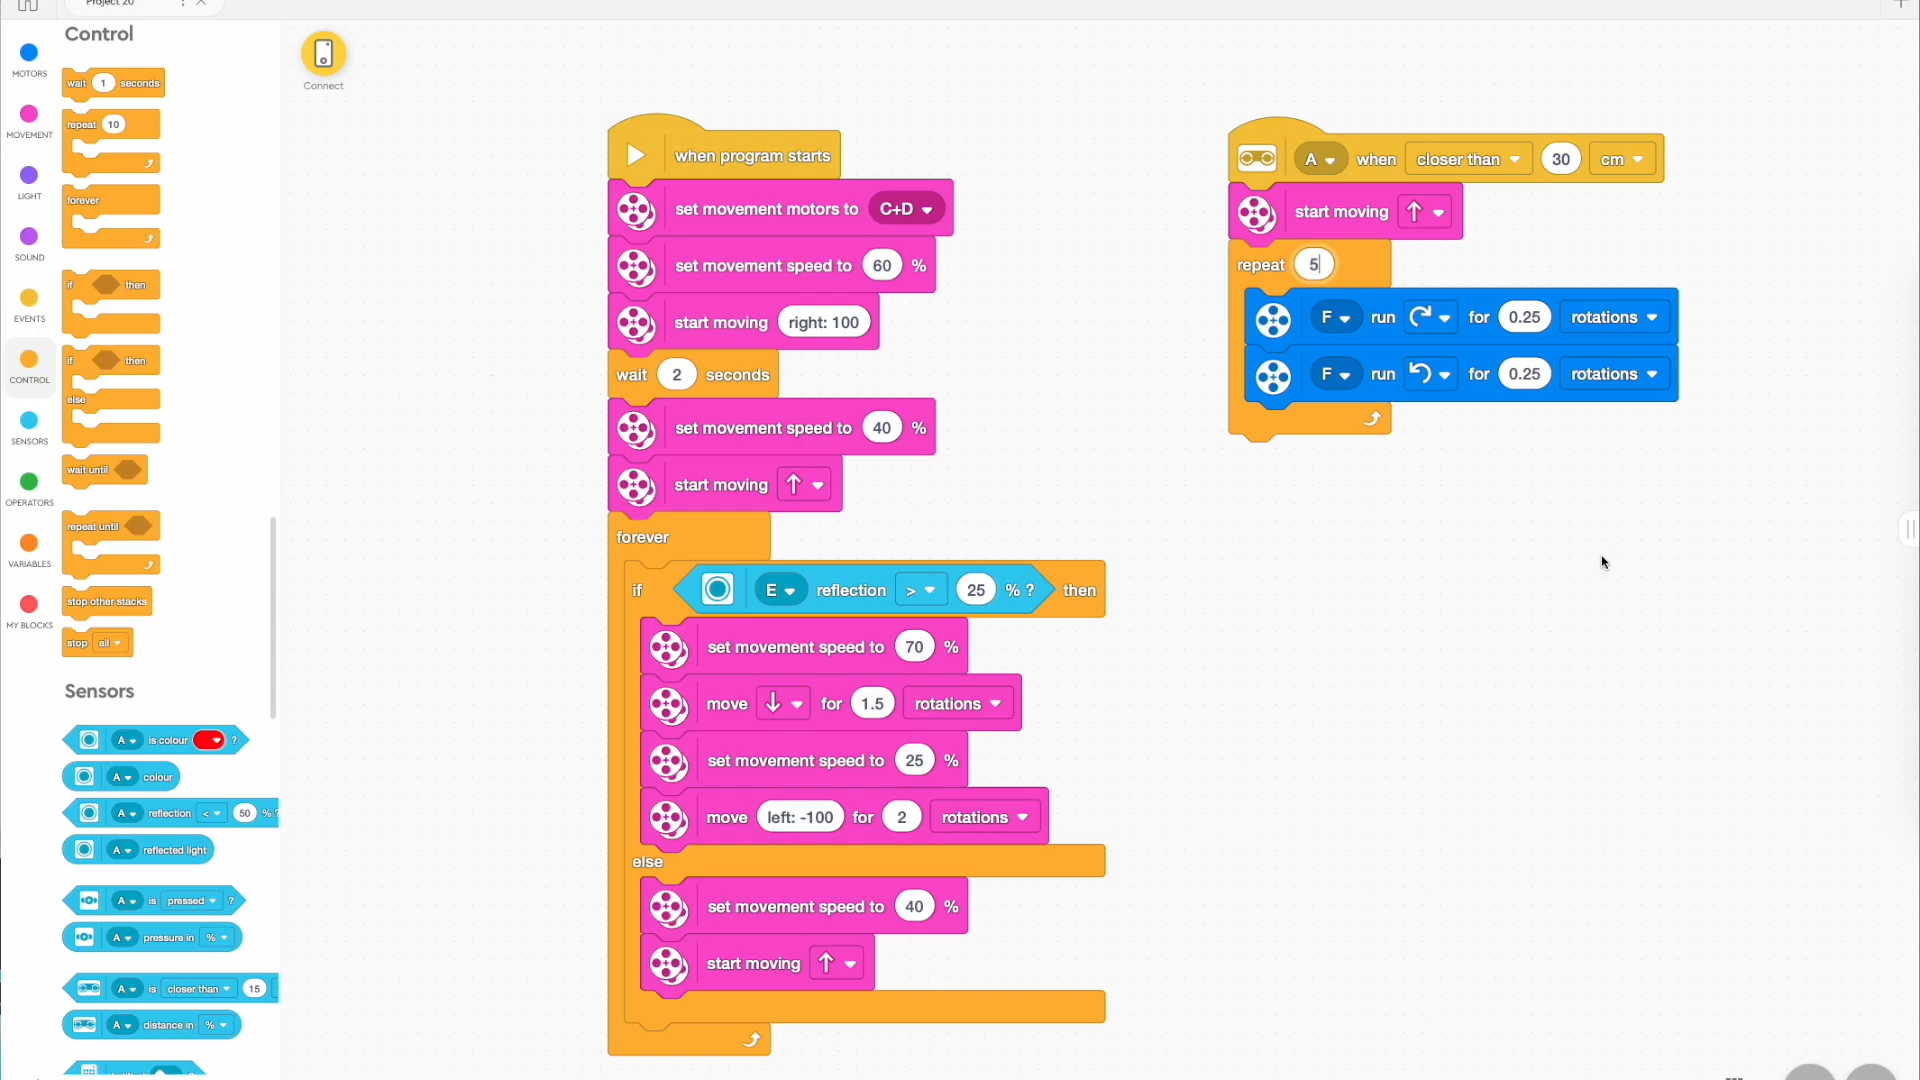 Project 20
Control
MOTORS
MOVEMENT
LIGHT
SOUND
EVENTS
CONTROL
SENSORS
OPERATORS
VARIABLES
MY BLOCKS
wait 1 seconds
repeat 10
forever
if then
if then
else
wait until
repeat until
stop other stacks
stop all
Sensors
A is colour ?
A colour
A reflection < 50 % ?
A reflected light
A is pressed ?
A pressure in %
A is closer than 15
A distance in %
Connect
when program starts
set movement motors to C+D
set movement speed to 60 %
start moving right: 100
wait 2 seconds
set movement speed to 40 %
start moving
forever
if E reflection > 25 % ? then
set movement speed to 70 %
move for 1.5 rotations
set movement speed to 25 %
move left: -100 for 2 rotations
else
set movement speed to 40 %
start moving
A when closer than 30 cm
start moving
repeat 5
F run for 0.25 rotations
F run for 0.25 rotations